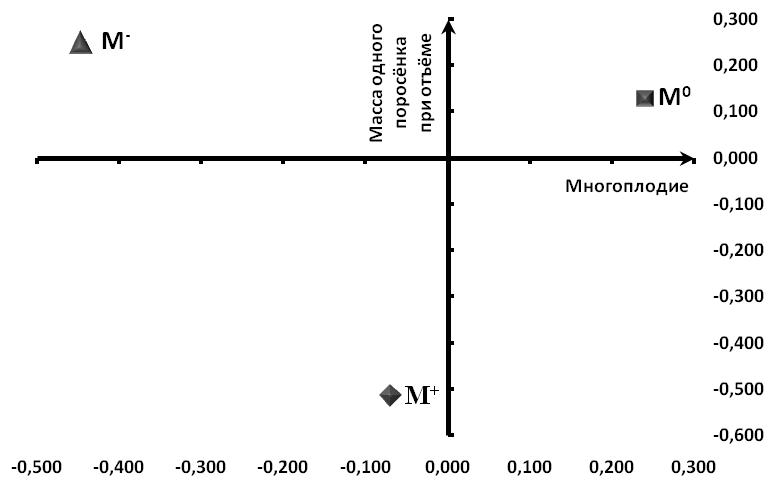 M-
Масса одного
поросёнка
при отъёме
0,300
0,200
M0
0,100
0,000
Многоплодие
-0,100
-0,200
-0,300
-0,400
M+
-0,500
-0,600
-0,500 -0,400 -0,300 -0,200 -0,100 0,000 0,100 0,200 0,300